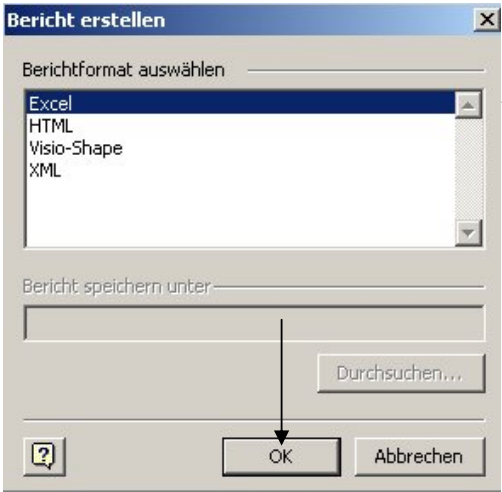 Bericht erstellen
Berichtformat auswählen
Excel
HTML
Visio-Shape
XML
Bericht speichern unter
Durchsuchen...
?
OK
Abbrechen